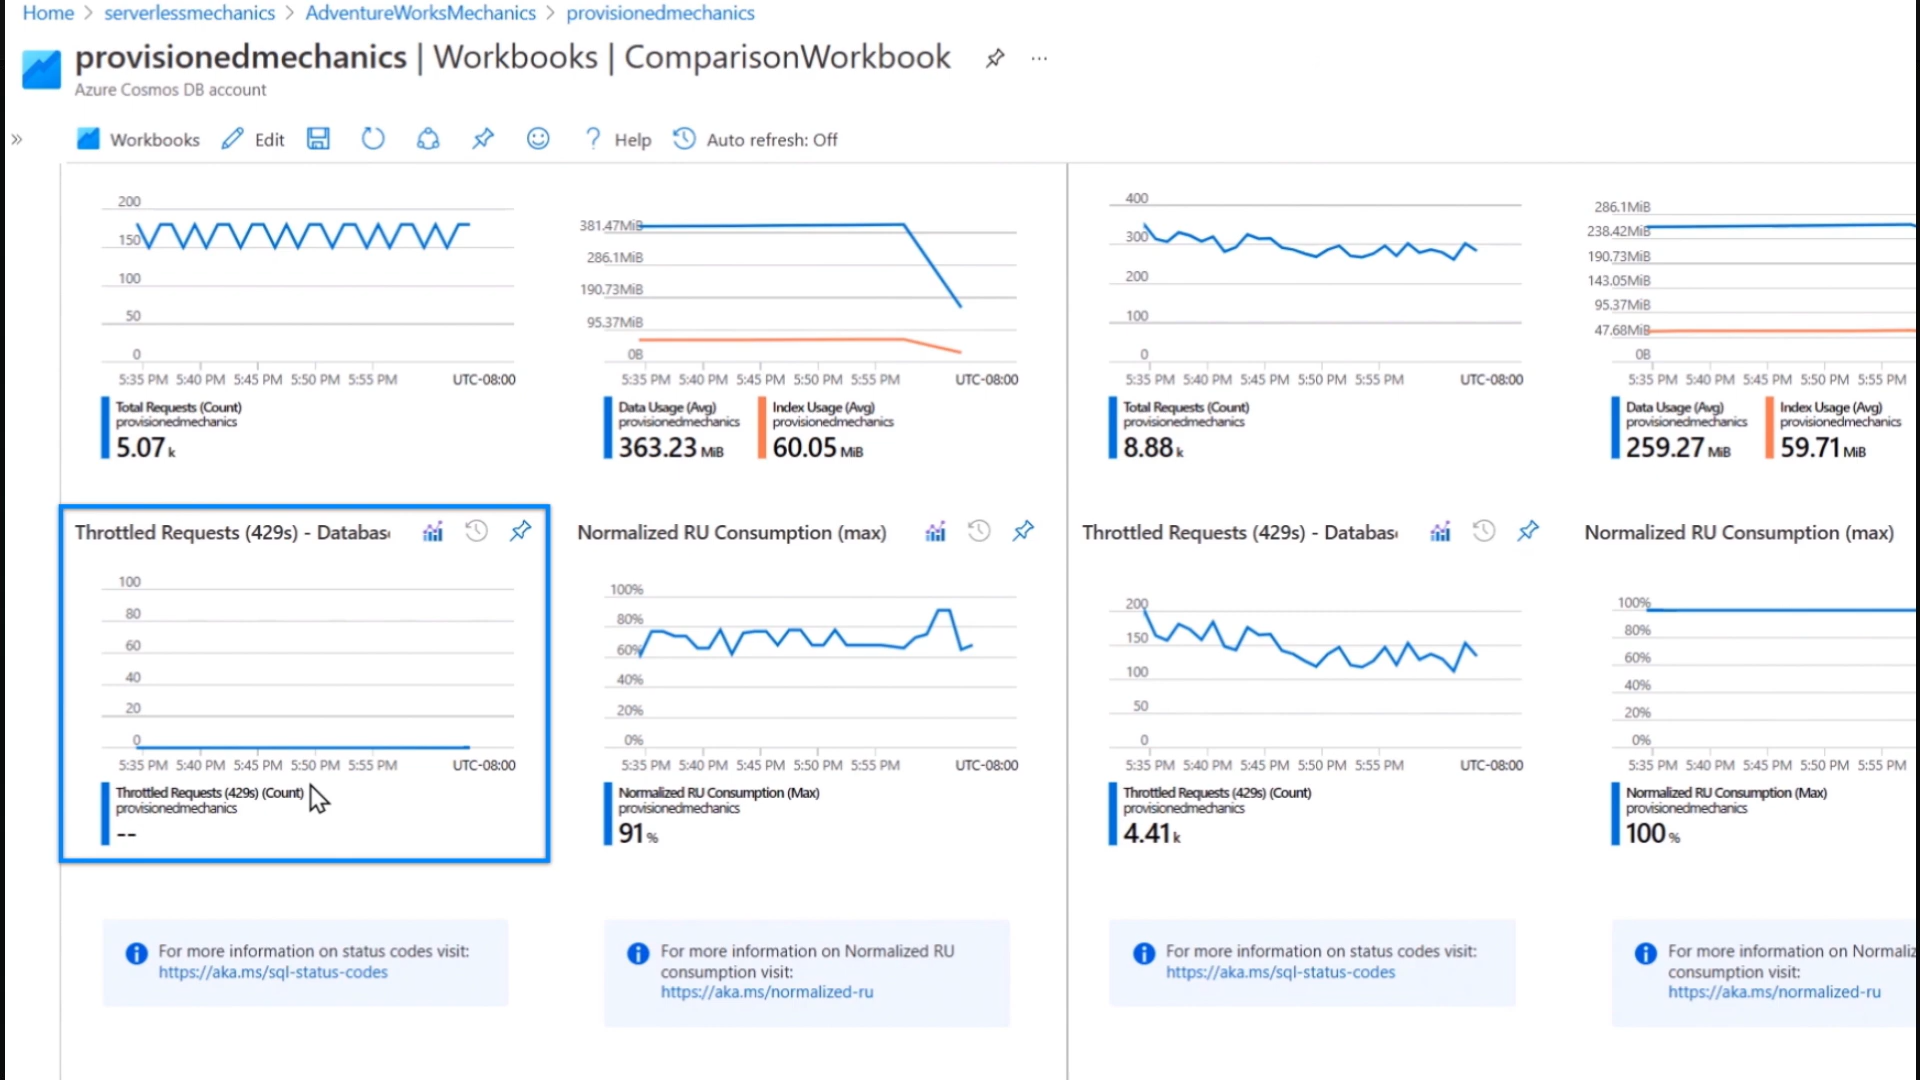 Home > serverlessmechanics > AdventureWorksMechanics > provisionedmechanics
provisionedmechanics | Workbooks | ComparisonWorkbook ...
Azure Cosmos DB account
» Workbooks Edit ? Help Auto refresh: Off
200
150
100
50
0
5:35 PM 5:40 PM 5:45 PM 5:50 PM 5:55 PM UTC-08:00
Total Requests (Count)
provisionedmechanics
5.07 k
381.47MiB
286.1MiB
190.73MiB
95.37MiB
0B
5:35 PM 5:40 PM 5:45 PM 5:50 PM 5:55 PM UTC-08:00
Data Usage (Avg)
provisionedmechanics
363.23 MiB
Index Usage (Avg)
provisionedmechanics
60.05 MiB
400
300
200
100
0
5:35 PM 5:40 PM 5:45 PM 5:50 PM 5:55 PM UTC-08:00
Total Requests (Count)
provisionedmechanics
8.88 k
286.1MiB
238.42MiB
190.73MiB
143.05MiB
95.37MiB
47.68MiB
0B
5:35 PM 5:40 PM 5:45 PM 5:50 PM 5:55 PM
Data Usage (Avg)
provisionedmechanics
259.27 MiB
Index Usage (Avg)
provisionedmechanics
59.71 MiB
Throttled Requests (429s) - Databas
100
80
60
40
20
0
5:35 PM 5:40 PM 5:45 PM 5:50 PM 5:55 PM UTC-08:00
Throttled Requests (429s) (Count)
provisionedmechanics
--
Normalized RU Consumption (max)
100%
80%
60%
40%
20%
0%
5:35 PM 5:40 PM 5:45 PM 5:50 PM 5:55 PM UTC-08:00
Normalized RU Consumption (Max)
provisionedmechanics
91 %
Throttled Requests (429s) - Databas
200
150
100
50
0
5:35 PM 5:40 PM 5:45 PM 5:50 PM 5:55 PM UTC-08:00
Throttled Requests (429s) (Count)
provisionedmechanics
4.41 k
Normalized RU Consumption (max)
100%
80%
60%
40%
20%
0%
5:35 PM 5:40 PM 5:45 PM 5:50 PM 5:55 PM
Normalized RU Consumption (Max)
provisionedmechanics
100 %
For more information on status codes visit:
https://aka.ms/sql-status-codes
For more information on Normalized RU
consumption visit:
https://aka.ms/normalized-ru
For more information on status codes visit:
https://aka.ms/sql-status-codes
For more information on Normaliz
consumption visit:
https://aka.ms/normalized-ru